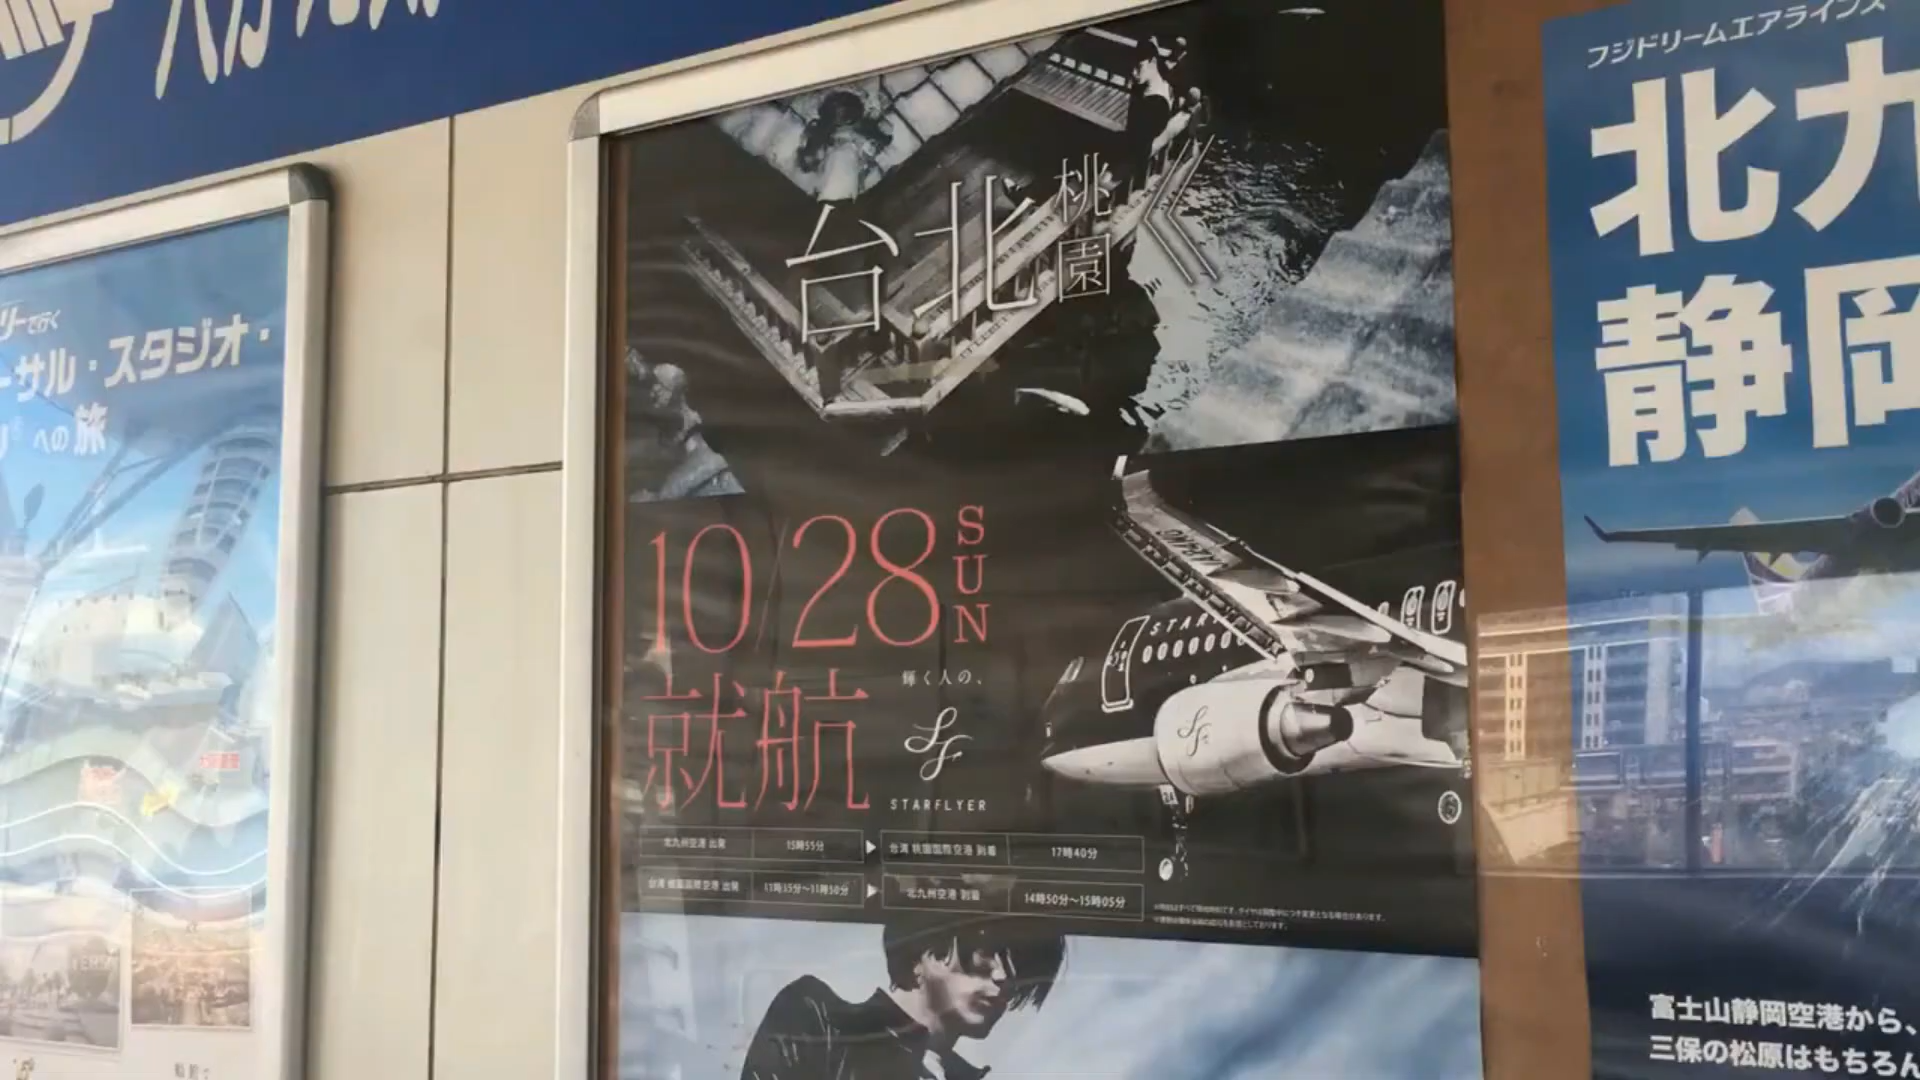 リーで行く
ーサル・スタジオ・
への旅
台北
桃園
10/28
SUN
就航
輝く人の、
STARFLYER
北九州空港 出発
15時55分
台湾 桃園国際空港 到着
17時40分
台湾 桃園国際空港 出発
11時35分〜11時50分
北九州空港 到着
14時50分〜15時05分
フジドリームエアラインズ
北九
静岡
富士山静岡空港から、
三保の松原はもちろん